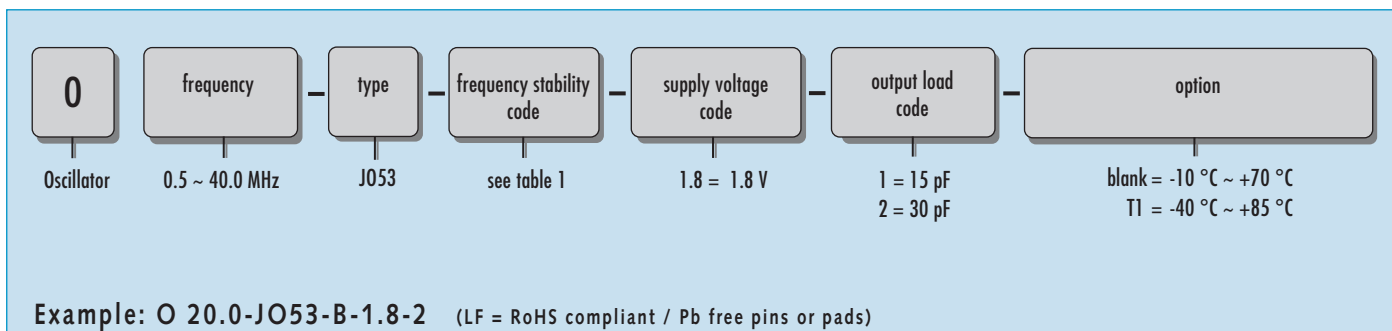 O
frequency
–
type
–
frequency stability
code
–
supply voltage
code
–
output load
code
–
option
Oscillator
0.5 ~ 40.0 MHz
JO53
see table 1
1.8 = 1.8 V
1 = 15 pF
2 = 30 pF
blank = -10 °C ~ +70 °C
T1 = -40 °C ~ +85 °C
Example: O 20.0-JO53-B-1.8-2 (LF = RoHS compliant / Pb free pins or pads)